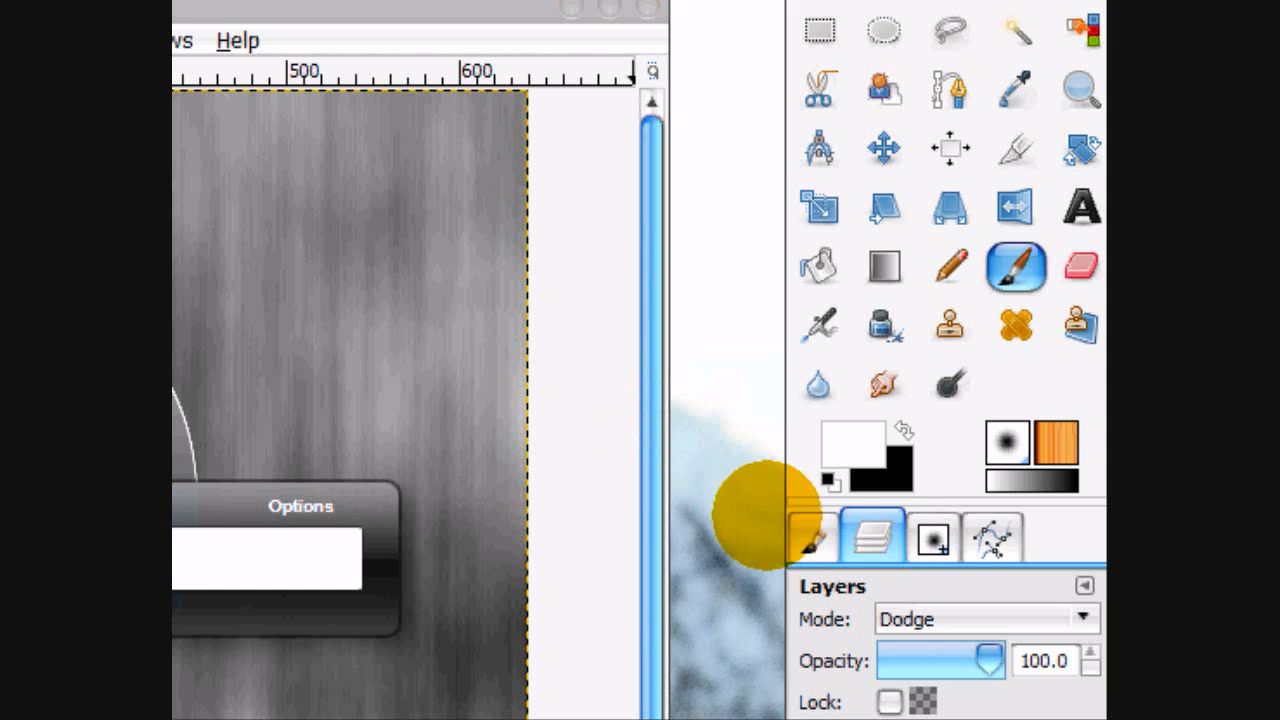 ws Help
500 600
Options
Layers
Mode: Dodge
Opacity: 100.0
Lock: